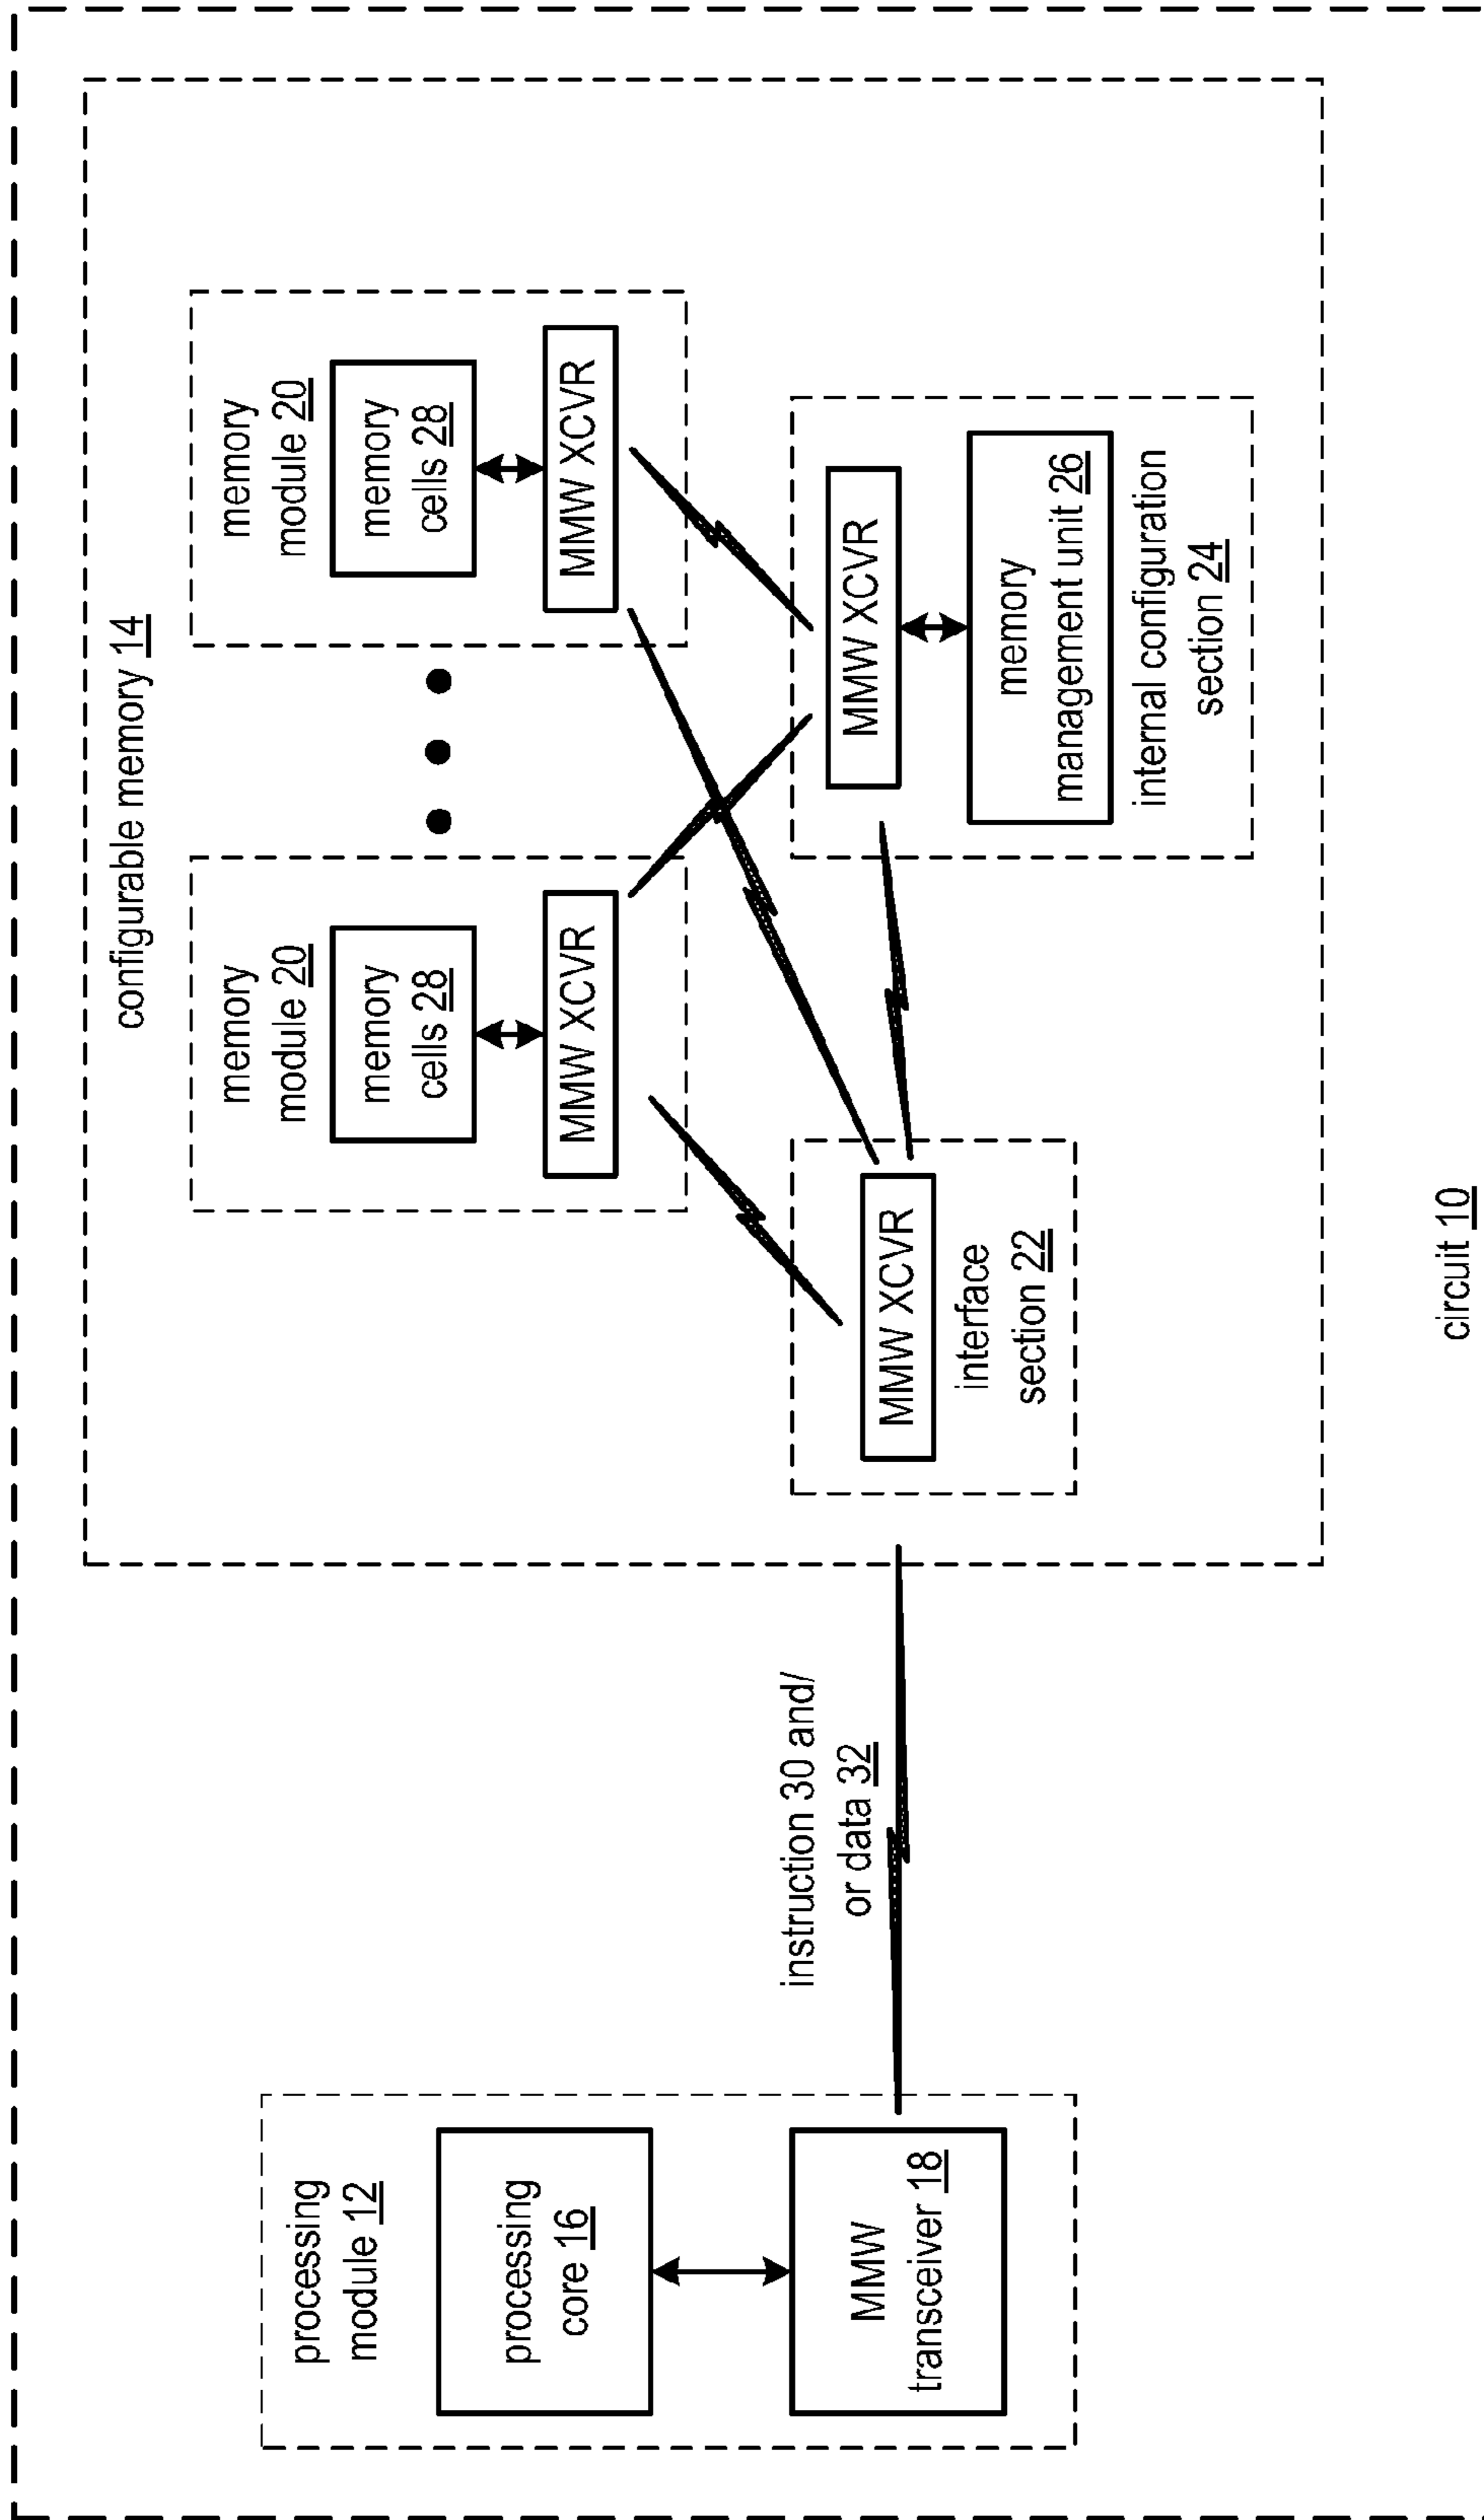 configurable memory 14
processing
module 12
processing
core 16
MMW
transceiver 18
instruction 30 and/
or data 32
memory
module 20
memory
cells 28
MMW XCVR
memory
module 20
memory
cells 28
MMW XCVR
MMW XCVR
interface
section 22
MMW XCVR
memory
management unit 26
internal configuration
section 24
circuit 10